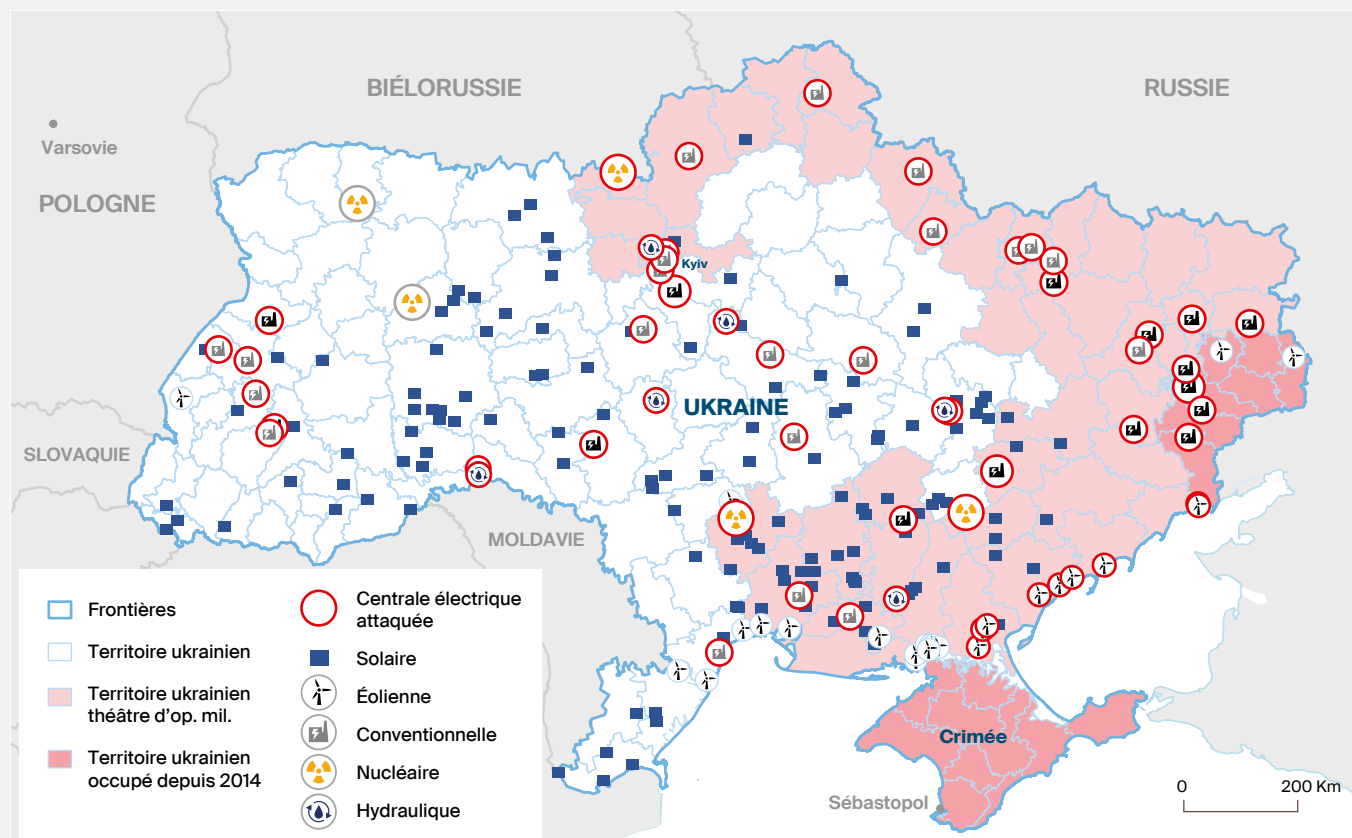 BIÉLORUSSIE
RUSSIE
Varsovie
POLOGNE
Kyiv
UKRAINE
SLOVAQUIE
MOLDAVIE
Crimée
Sébastopol
0 200 Km
Frontières
Territoire ukrainien
Territoire ukrainien
théâtre d’op. mil.
Territoire ukrainien
occupé depuis 2014
Centrale électrique
attaquée
Solaire
Éolienne
Conventionnelle
Nucléaire
Hydraulique